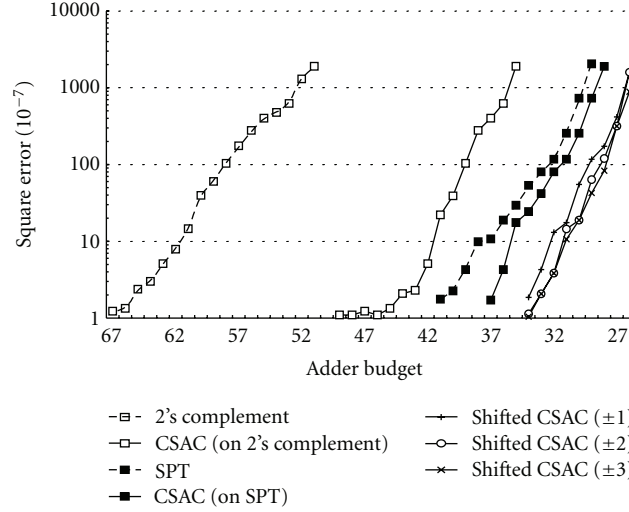 10000
1000
100
10
1
Square error (10⁻⁷)
67 62 57 52 47 42 37 32 27
Adder budget
2's complement
CSAC (on 2's complement)
SPT
CSAC (on SPT)
Shifted CSAC (±1)
Shifted CSAC (±2)
Shifted CSAC (±3)